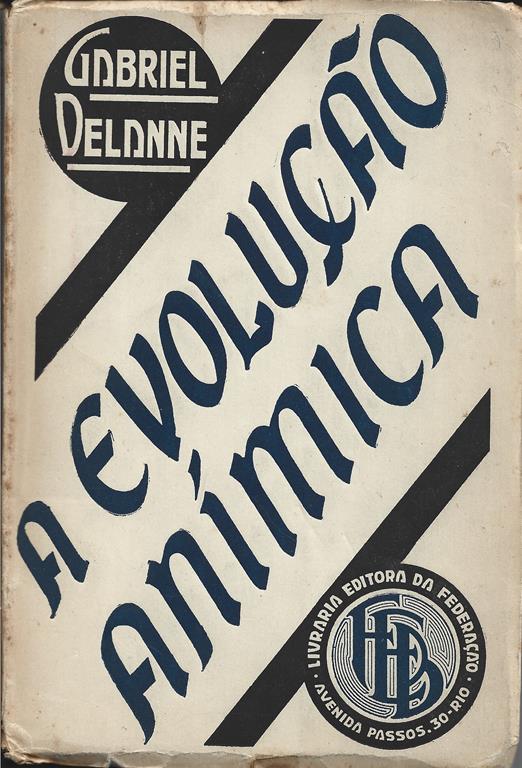 GABRIEL
DELANNE
A EVOLUÇÃO
ANÍMICA
LIVRARIA EDITORA DA FEDERAÇÃO
FEB
AVENIDA PASSOS, 30-RIO